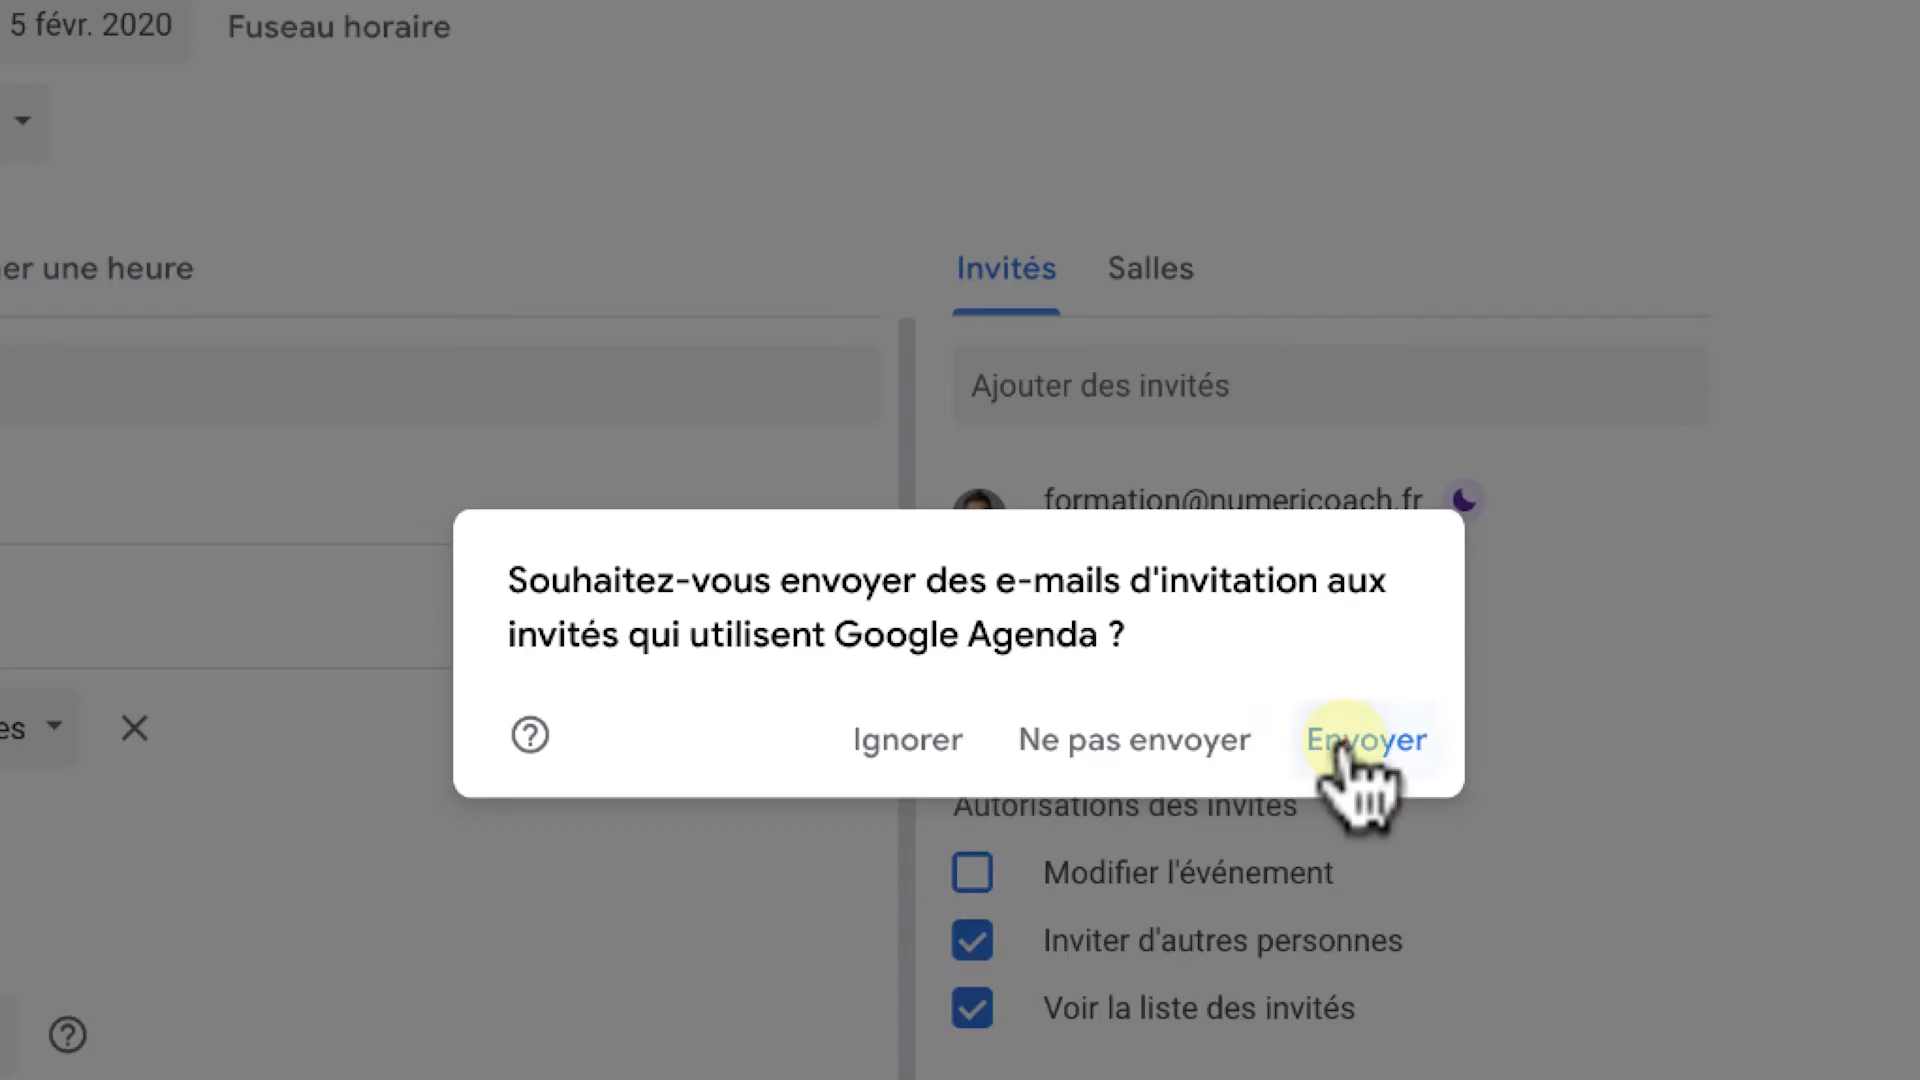 5 févr. 2020 Fuseau horaire
er une heure
Invités Salles
Ajouter des invités
formation@numericoach.fr
Souhaitez-vous envoyer des e-mails d'invitation aux
invités qui utilisent Google Agenda ?
Ignorer Ne pas envoyer Envoyer
es
Autorisations des invités
Modifier l'événement
Inviter d'autres personnes
Voir la liste des invités